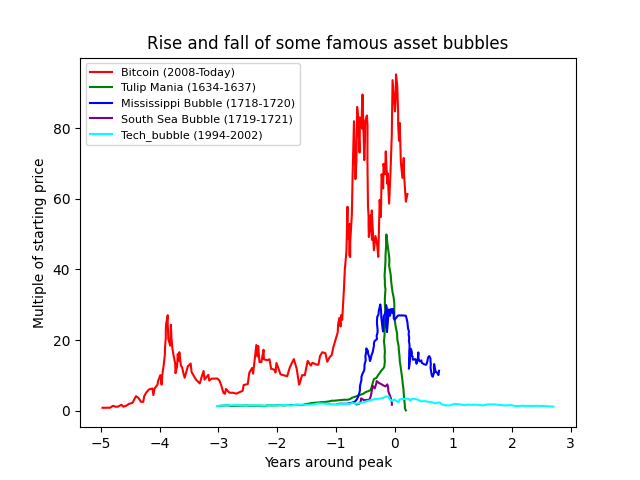 Rise and fall of some famous asset bubbles
Bitcoin (2008-Today)
Tulip Mania (1634-1637)
Mississippi Bubble (1718-1720)
South Sea Bubble (1719-1721)
Tech_bubble (1994-2002)
Multiple of starting price
80
60
40
20
0
−5 −4 −3 −2 −1 0 1 2 3
Years around peak